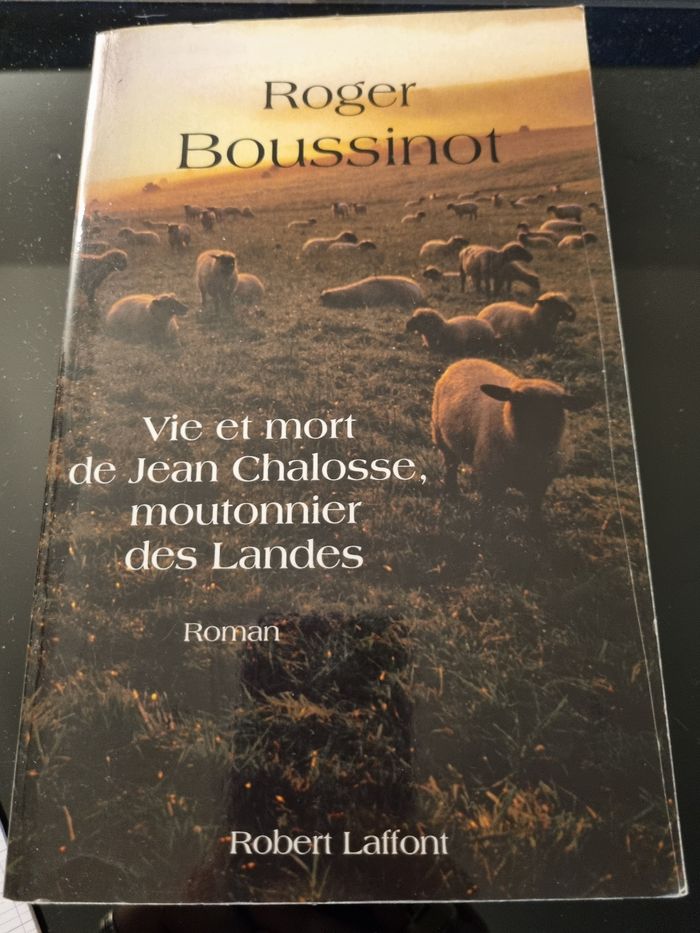 Roger
Boussinot
Vie et mort
de Jean Chalosse,
moutonnier
des Landes
Roman
Robert Laffont